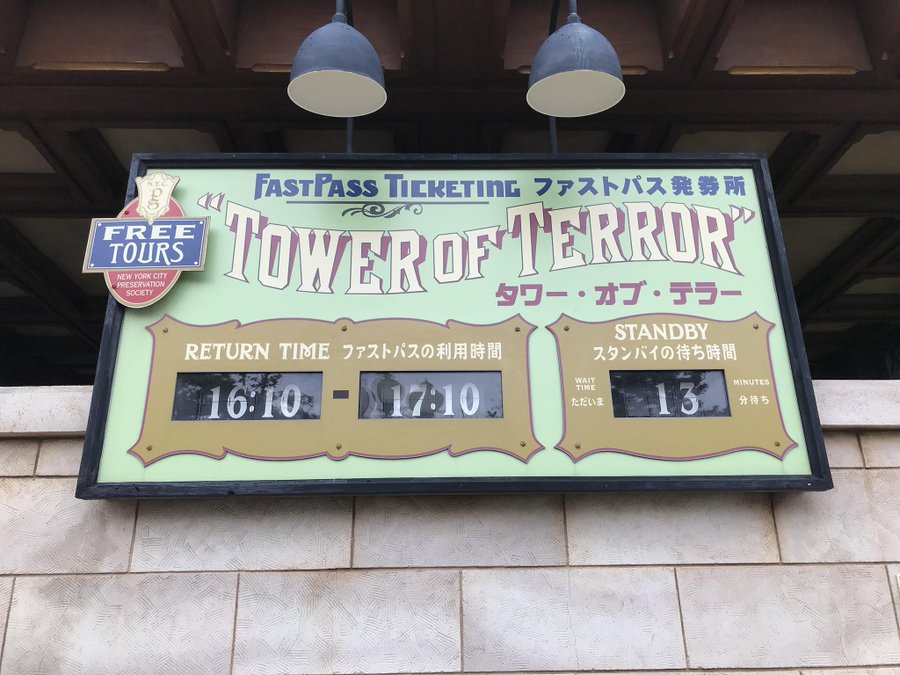 FASTPASS TICKETING ファストパス発券所
"TOWER OF TERROR"
タワー・オブ・テラー
N.Y.C.
FREE
TOURS
NEW YORK CITY
PRESERVATION
SOCIETY
RETURN TIME ファストパスの利用時間
16:10 - 17:10
STANDBY
スタンバイの待ち時間
WAIT
TIME
ただいま
13
MINUTES
分待ち